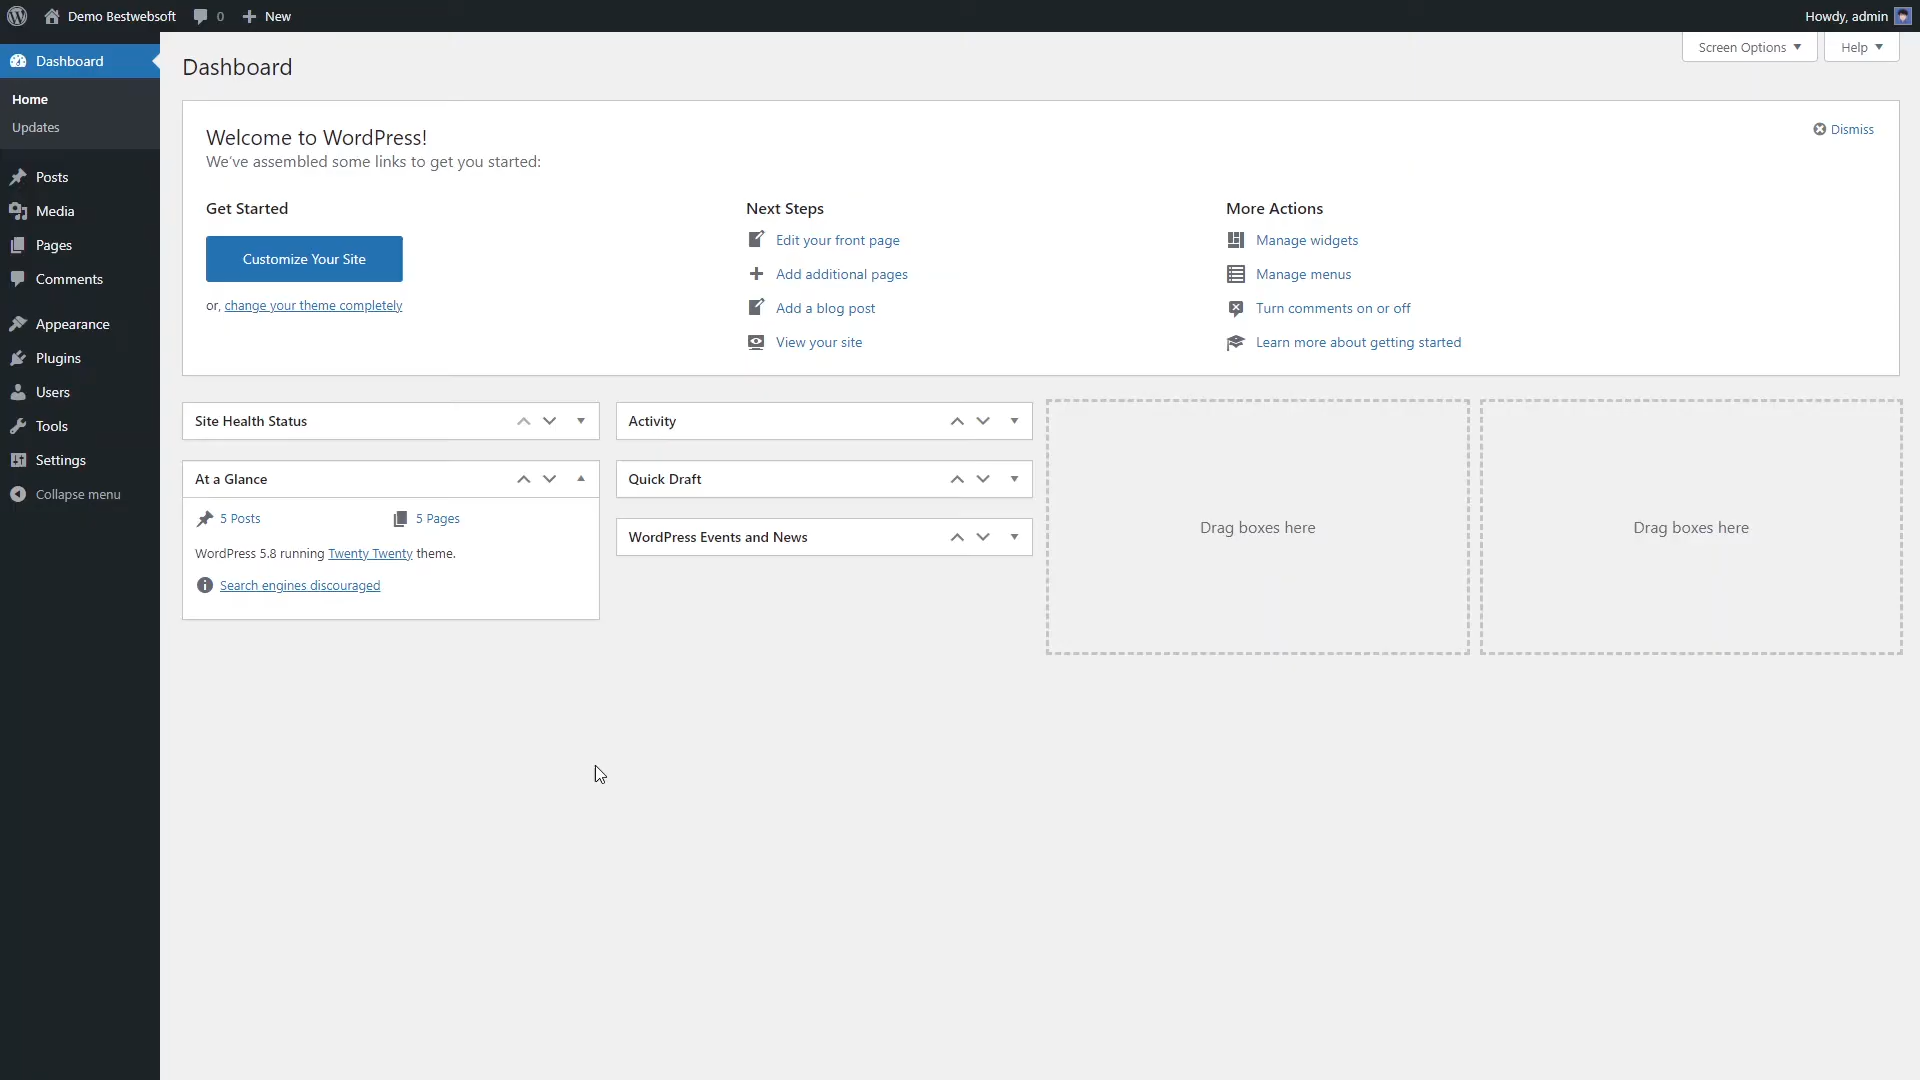 Demo Bestwebsoft 0 New Howdy, admin
Screen Options Help
Dashboard
Home
Updates
Posts
Media
Pages
Comments
Appearance
Plugins
Users
Tools
Settings
Collapse menu
Dashboard
Welcome to WordPress!
We've assembled some links to get you started:
Dismiss
Get Started
Customize Your Site
or, change your theme completely
Next Steps
Edit your front page
Add additional pages
Add a blog post
View your site
More Actions
Manage widgets
Manage menus
Turn comments on or off
Learn more about getting started
Site Health Status
At a Glance
5 Posts 5 Pages
WordPress 5.8 running Twenty Twenty theme.
Search engines discouraged
Activity
Quick Draft
WordPress Events and News
Drag boxes here
Drag boxes here